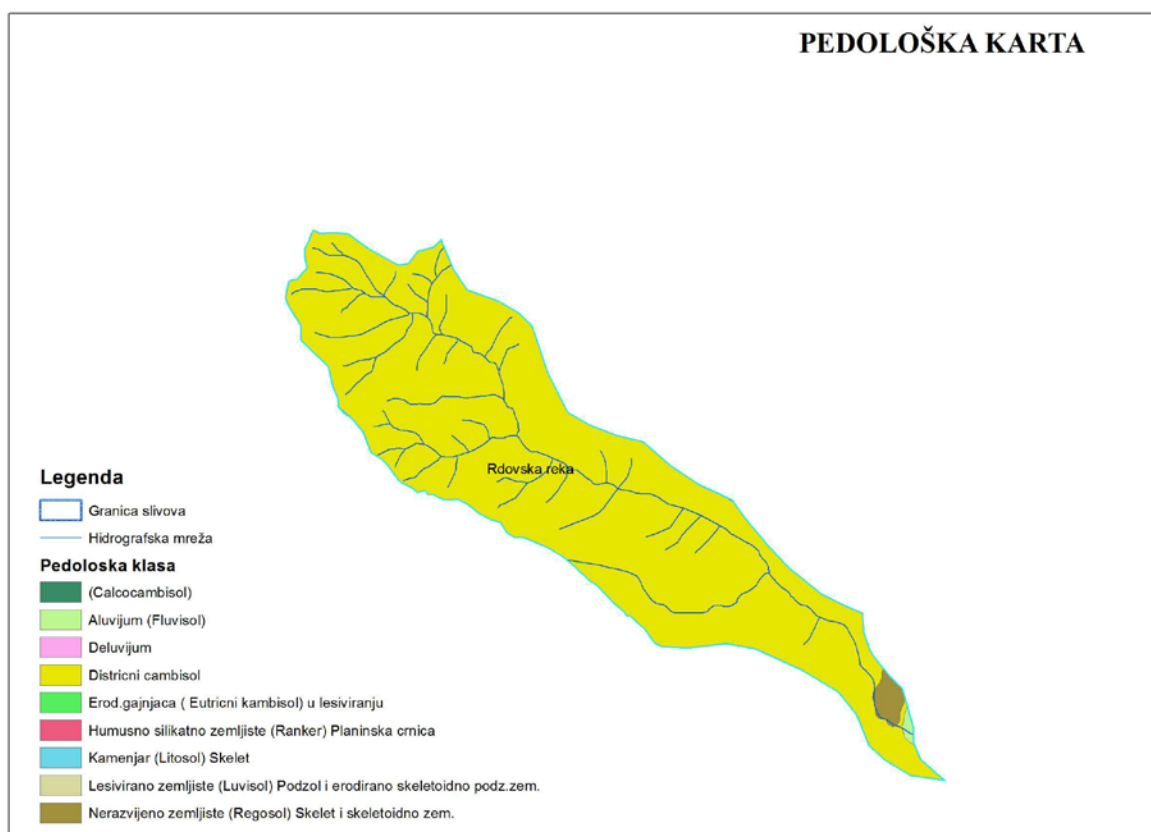 PEDOLOŠKA KARTA
Rdovska reka
Legenda
Granica slivova
Hidrografska mreža
Pedoloska klasa
(Calcocambisol)
Aluvijum (Fluvisol)
Deluvijum
Districni cambisol
Erod.gajnjaca ( Eutricni kambisol) u lesiviranju
Humusno silikatno zemljiste (Ranker) Planinska crnica
Kamenjar (Litosol) Skelet
Lesivirano zemljiste (Luvisol) Podzol i erodirano skeletoidno podz.zem.
Nerazvijeno zemljiste (Regosol) Skelet i skeletoidno zem.